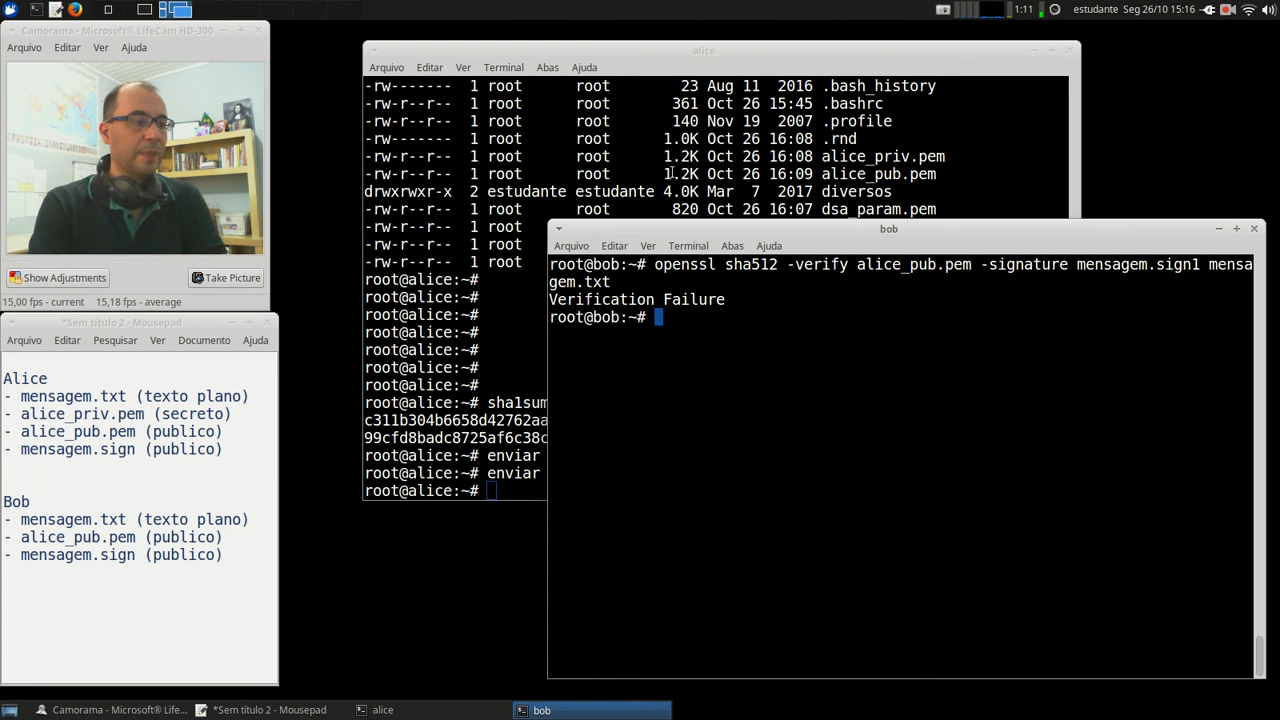 1:11
estudante Seg 26/10 15:16
Camorama - Microsoft® LifeCam HD-300
Arquivo Editar Ver Ajuda
Show Adjustments
Take Picture
15,00 fps - current 15,18 fps - average
*Sem título 2 - Mousepad
Arquivo Editar Pesquisar Ver Documento Ajuda
Alice
- mensagem.txt (texto plano)
- alice_priv.pem (secreto)
- alice_pub.pem (publico)
- mensagem.sign (publico)
Bob
- mensagem.txt (texto plano)
- alice_pub.pem (publico)
- mensagem.sign (publico)
alice
Arquivo Editar Ver Terminal Abas Ajuda
-rw------- 1 root root 23 Aug 11 2016 .bash_history
-rw-r--r-- 1 root root 361 Oct 26 15:45 .bashrc
-rw-r--r-- 1 root root 140 Nov 19 2007 .profile
-rw------- 1 root root 1.0K Oct 26 16:08 .rnd
-rw-r--r-- 1 root root 1.2K Oct 26 16:08 alice_priv.pem
-rw-r--r-- 1 root root 1.2K Oct 26 16:09 alice_pub.pem
drwxrwxr-x 2 estudante estudante 4.0K Mar 7 2017 diversos
-rw-r--r-- 1 root root 820 Oct 26 16:07 dsa_param.pem
-rw-r--r-- 1 root
-rw-r--r-- 1 root
-rw-r--r-- 1 root
root@alice:~#
root@alice:~#
root@alice:~#
root@alice:~#
root@alice:~#
root@alice:~#
root@alice:~#
root@alice:~# sha1sum
c311b304b6658d42762aa
99cfd8badc8725af6c38c
root@alice:~# enviar
root@alice:~# enviar
root@alice:~#
bob
Arquivo Editar Ver Terminal Abas Ajuda
root@bob:~# openssl sha512 -verify alice_pub.pem -signature mensagem.sign1 mensa
gem.txt
Verification Failure
root@bob:~#
Camorama - Microsoft® LifeC...
*Sem título 2 - Mousepad
alice
bob